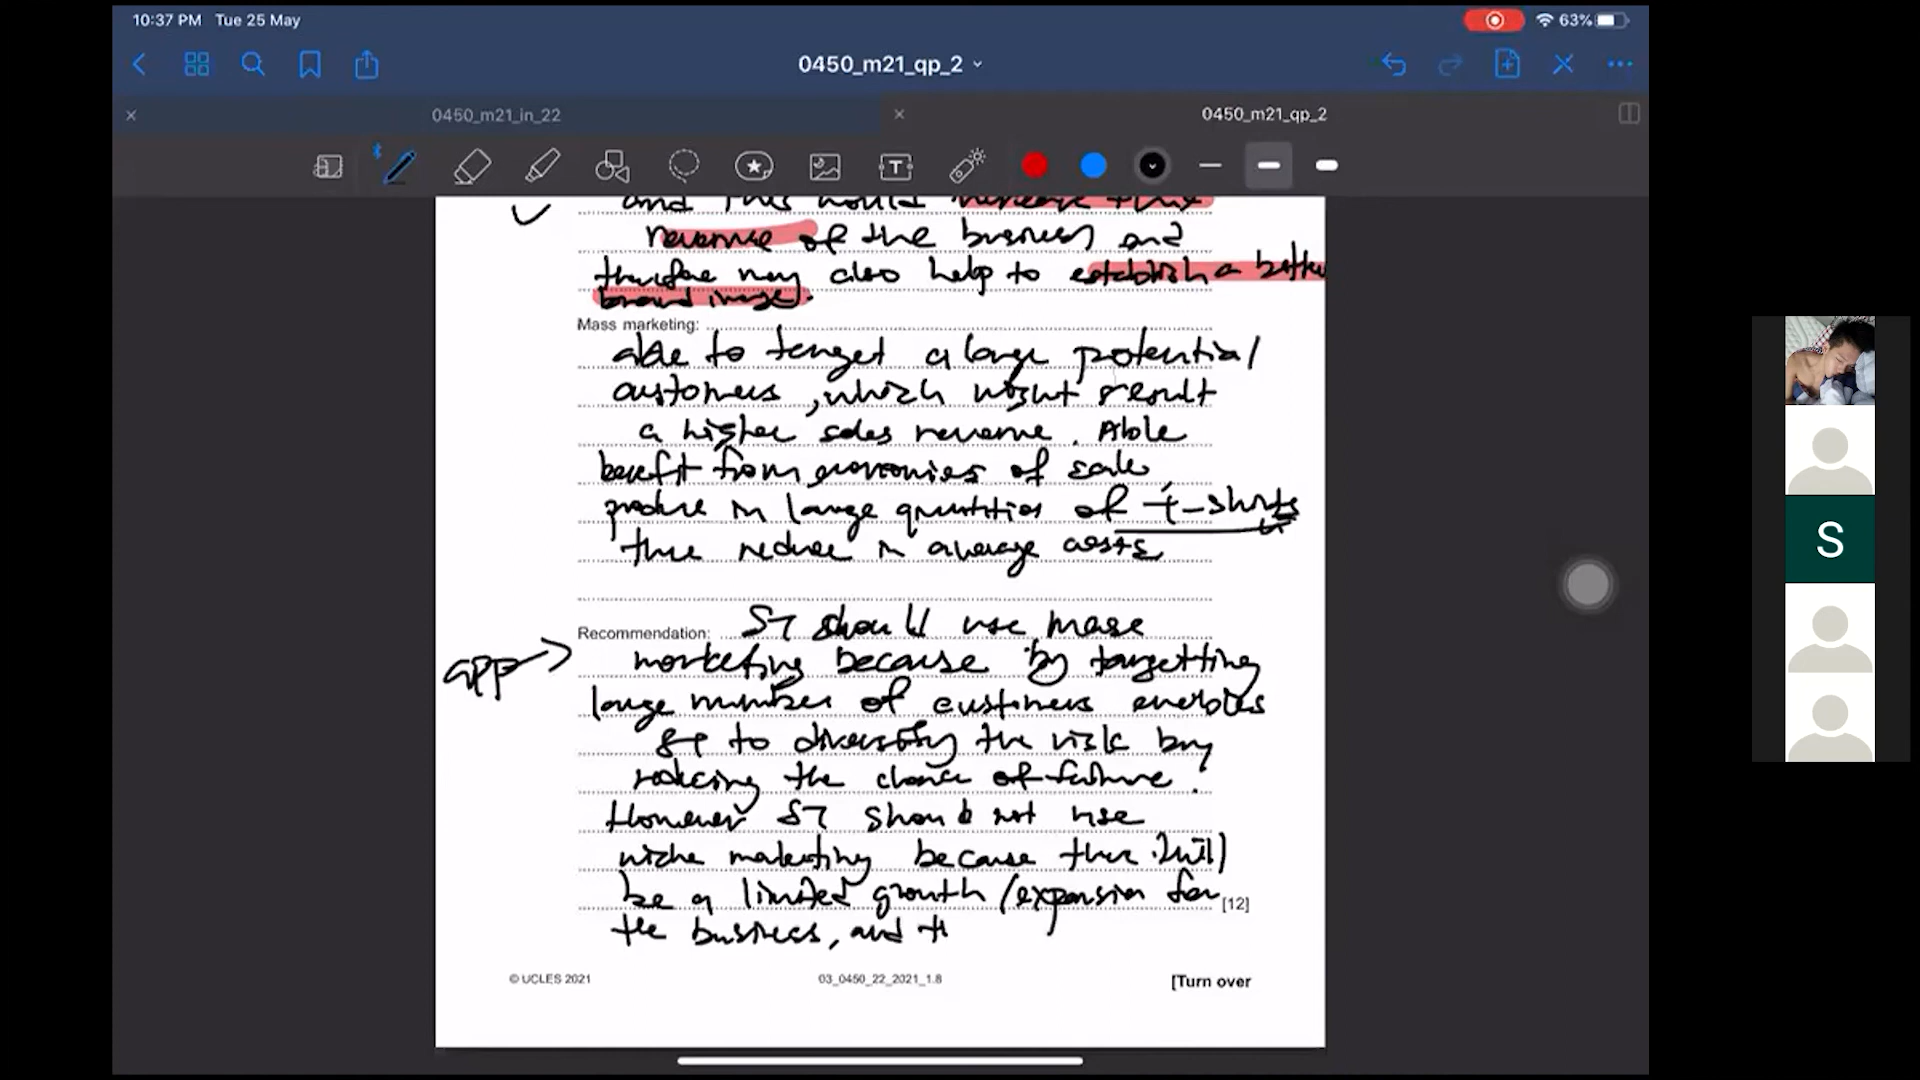 10:37 PM Tue 25 May
63%
0450_m21_qp_2
0450_m21_in_22
0450_m21_qp_2
T
and this would increase
revenue of the business and
therefore may also help to establish a better
brand image.
Mass marketing:
able to target a large potential
customers, which might result
a higher sales revenue. Able
benefit from economies of scale
produce in large quantities of t-shirts
thus reduce in average costs
Recommendation: ST should use mass
app
marketing because by targetting
large number of customers enables
ST to diversify the risk by
reducing the chance of failure.
However ST should not use
niche marketing because there will
be a limited growth/expansion for
[12]
the business, and th
© UCLES 2021
03_0450_22_2021_1.8
[Turn over
S